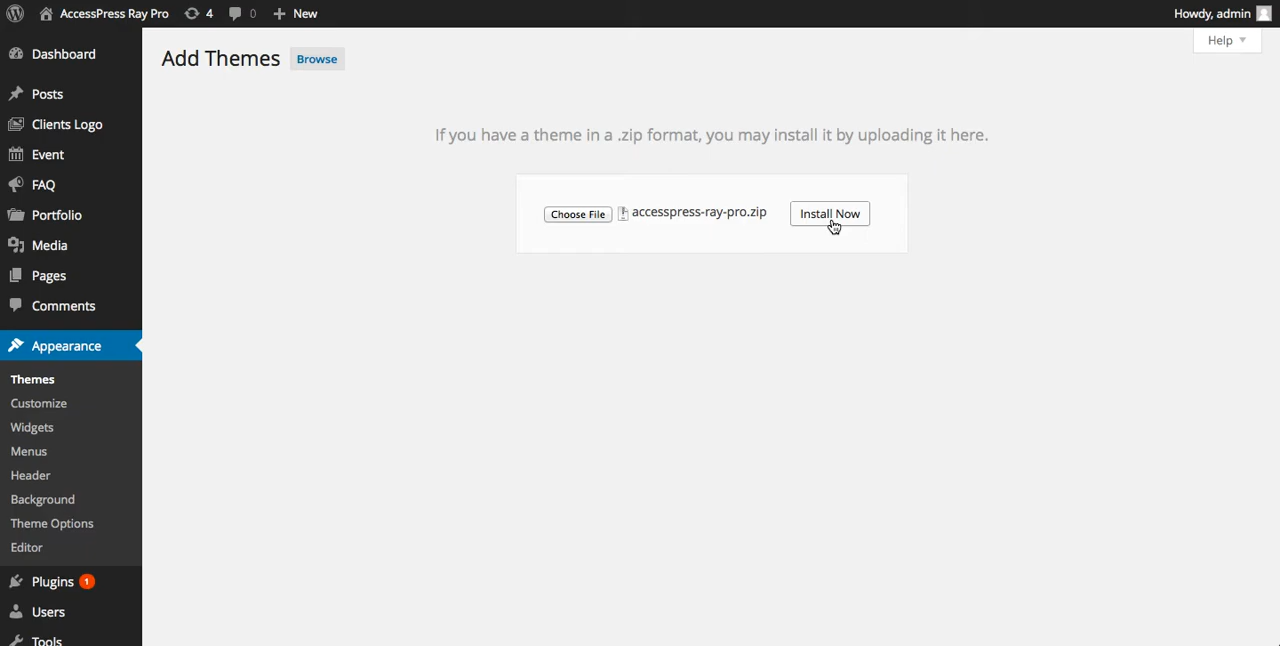 AccessPress Ray Pro 4 0 New Howdy, admin
Help
Dashboard
Posts
Clients Logo
Event
FAQ
Portfolio
Media
Pages
Comments
Appearance
Themes
Customize
Widgets
Menus
Header
Background
Theme Options
Editor
Plugins 1
Users
Tools
Add Themes Browse
If you have a theme in a .zip format, you may install it by uploading it here.
Choose File accesspress-ray-pro.zip Install Now